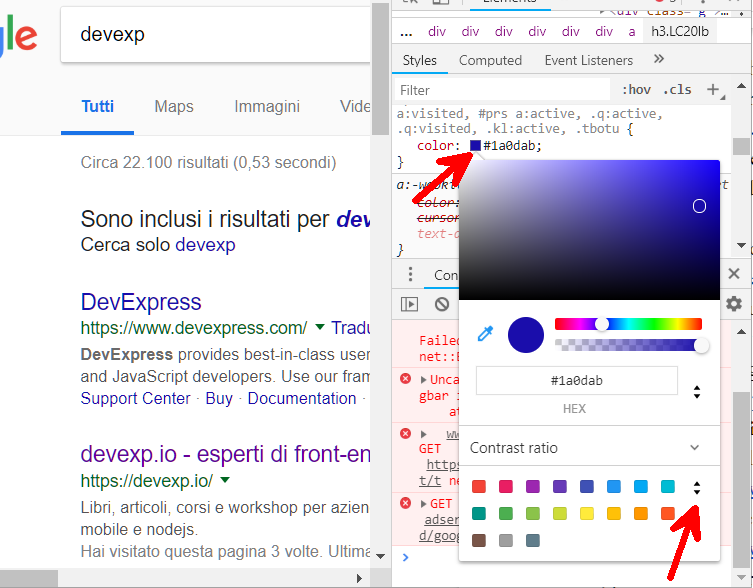 le
devexp
Tutti
Maps
Immagini
Vide
Circa 22.100 risultati (0,53 secondi)
Sono inclusi i risultati per dev
Cerca solo devexp
DevExpress
https://www.devexpress.com/ ▼ Tradu
DevExpress provides best-in-class user
and JavaScript developers. Use our fram
Support Center · Buy · Documentation ·
devexp.io - esperti di front-en
https://devexp.io/ ▼
Libri, articoli, corsi e workshop per azien
mobile e nodejs.
Hai visitato questa pagina 3 volte. Ultima
Elements
<div class="g"
... div div div div div a h3.LC20lb
Styles Computed Event Listeners »
Filter :hov .cls +
a:visited, #prs a:active, .q:active,
.q:visited, .kl:active, .tbotu {
color: #1a0dab;
}
color:
cursor
text-d
}
Con
#1a0dab
HEX
Contrast ratio
Failed
net::E
Unca
gbar
at
ww
GET
https
t/t ne
GET
adser
d/goog